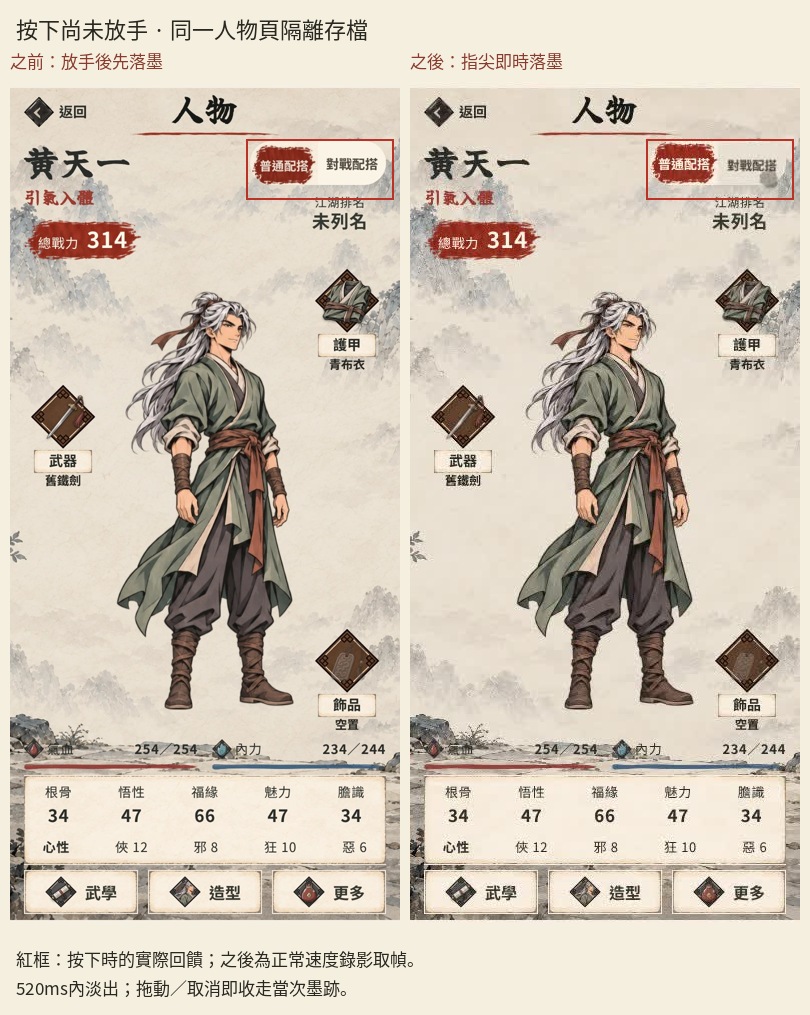 按下尚未放手．同一人物頁隔離存檔
之前：放手後先落墨
之後：指尖即時落墨
返回
人物
黃天一
普通配搭
對戰配搭
引氣入體
江湖排名
未列名
總戰力 314
護甲
青布衣
武器
舊鐵劍
飾品
空置
氣血 254／254 內力 234／244
根骨 悟性 福緣 魅力 膽識
34 47 66 47 34
心性 俠 12 邪 8 狂 10 惡 6
武學 造型 更多
返回
人物
黃天一
普通配搭
對戰配搭
引氣入體
江湖排名
未列名
總戰力 314
護甲
青布衣
武器
舊鐵劍
飾品
空置
氣血 254／254 內力 234／244
根骨 悟性 福緣 魅力 膽識
34 47 66 47 34
心性 俠 12 邪 8 狂 10 惡 6
武學 造型 更多
紅框：按下時的實際回饋；之後為正常速度錄影取幀。
520ms內淡出；拖動／取消即收走當次墨跡。